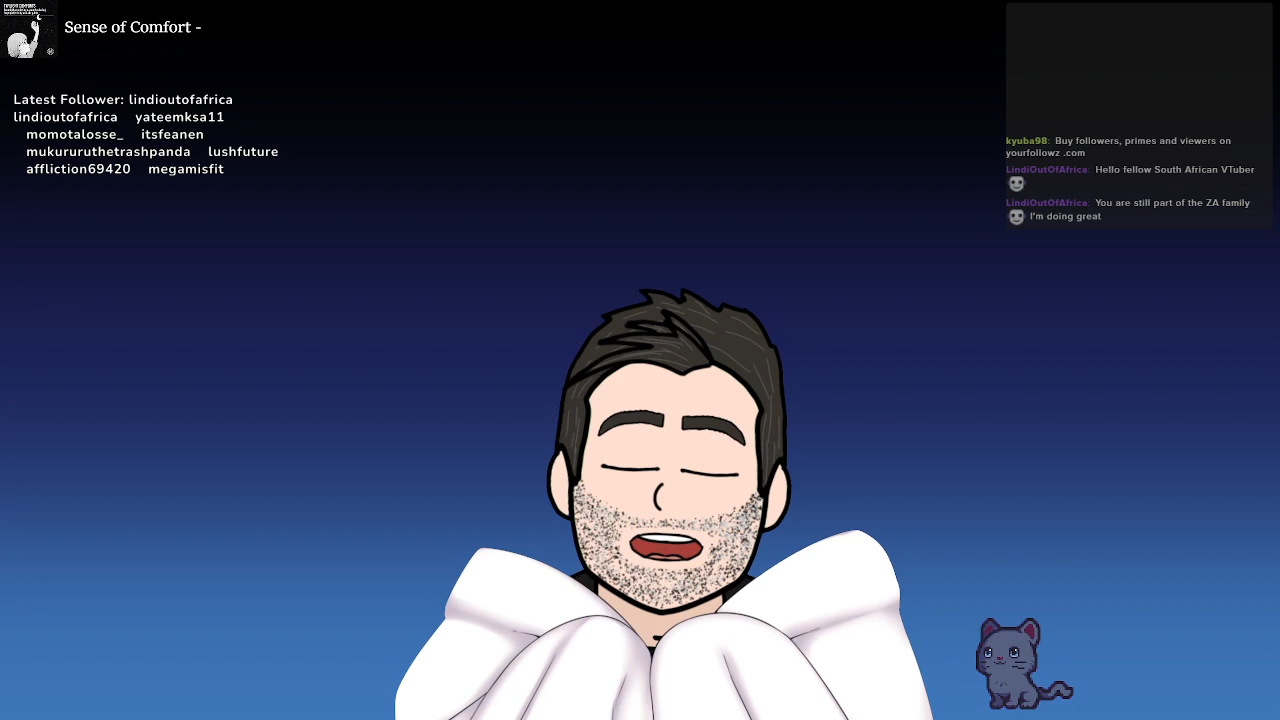 Sense of Comfort -
Latest Follower: lindioutofafrica
lindioutofafrica yateemksa11
momotalosse_ itsfeanen
mukururuthetrashpanda lushfuture
affliction69420 megamisfit
kyuba98: Buy followers, primes and viewers on
yourfollowz .com
LindiOutOfAfrica: Hello fellow South African VTuber
LindiOutOfAfrica: You are still part of the ZA family
I'm doing great